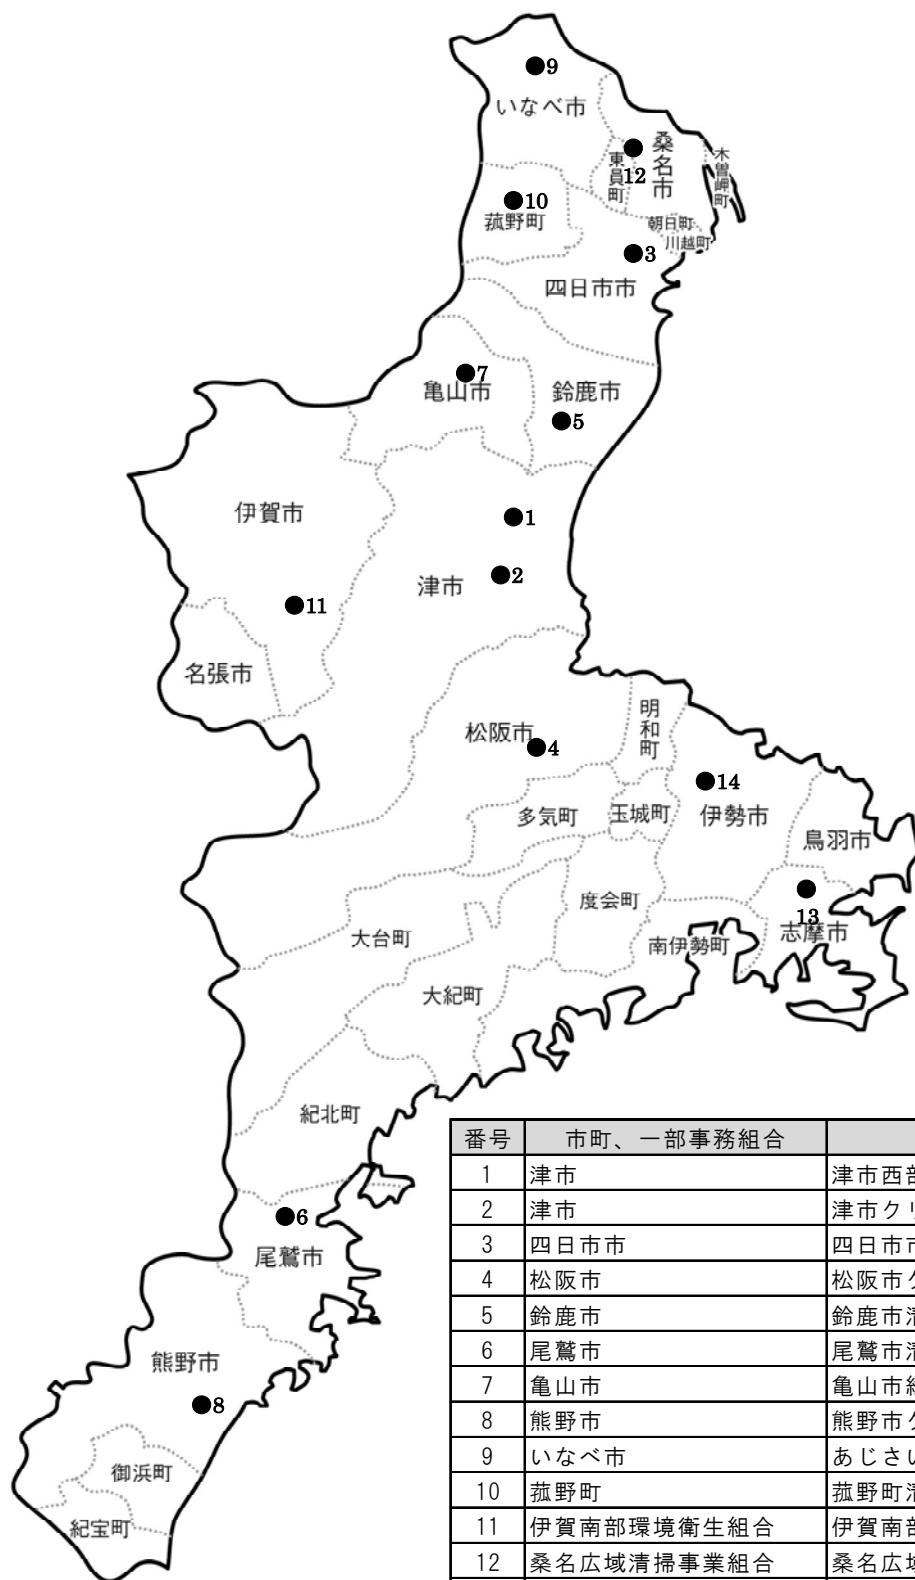 9
いなべ市
桑名市
12
東員町
木曽岬町
10
菰野町
朝日町
川越町
3
四日市市
7
亀山市
鈴鹿市
5
伊賀市
1
2
津市
11
名張市
明和町
松阪市
4
14
多気町
玉城町
伊勢市
鳥羽市
度会町
13
志摩市
大台町
南伊勢町
大紀町
紀北町
6
尾鷲市
熊野市
8
御浜町
紀宝町
番号 市町、一部事務組合
1 津市 津市西部
2 津市 津市クリ
3 四日市市 四日市市
4 松阪市 松阪市ク
5 鈴鹿市 鈴鹿市清
6 尾鷲市 尾鷲市清
7 亀山市 亀山市総
8 熊野市 熊野市ク
9 いなべ市 あじさい
10 菰野町 菰野町清
11 伊賀南部環境衛生組合 伊賀南部
12 桑名広域清掃事業組合 桑名広域